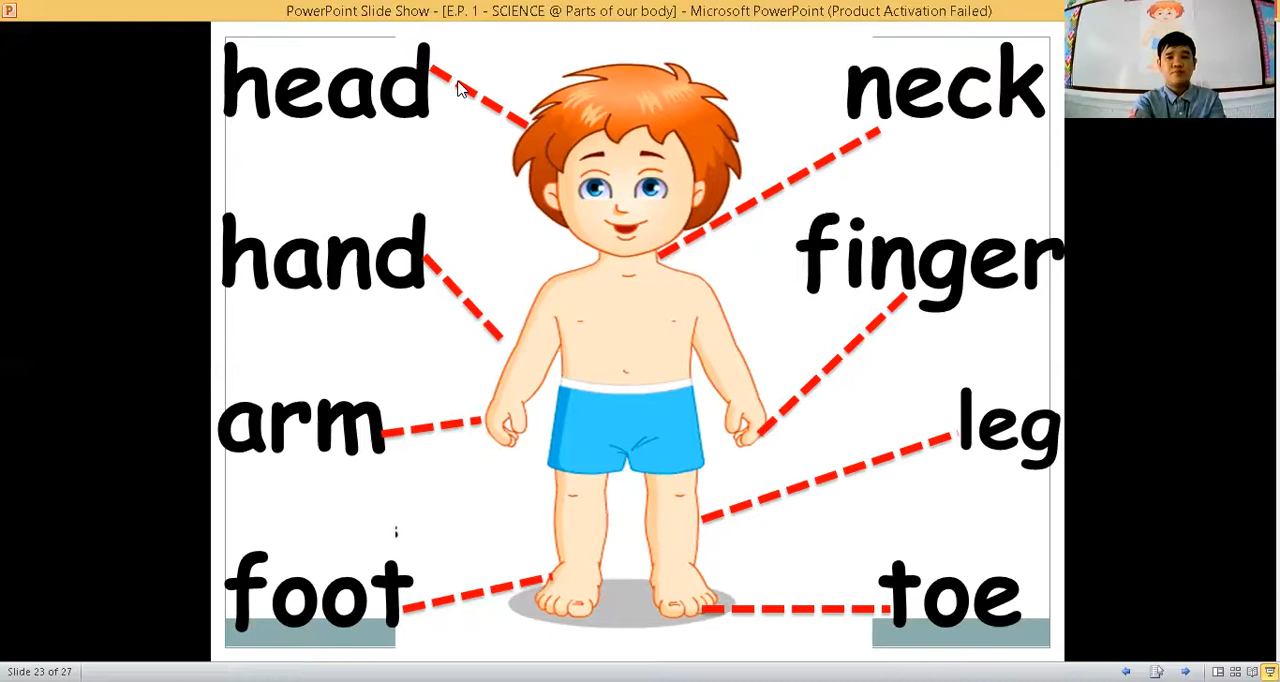 PowerPoint Slide Show - [E.P. 1 - SCIENCE @ Parts of our body] - Microsoft PowerPoint (Product Activation Failed)
head
neck
hand
finger
arm
leg
foot
toe
Slide 23 of 27